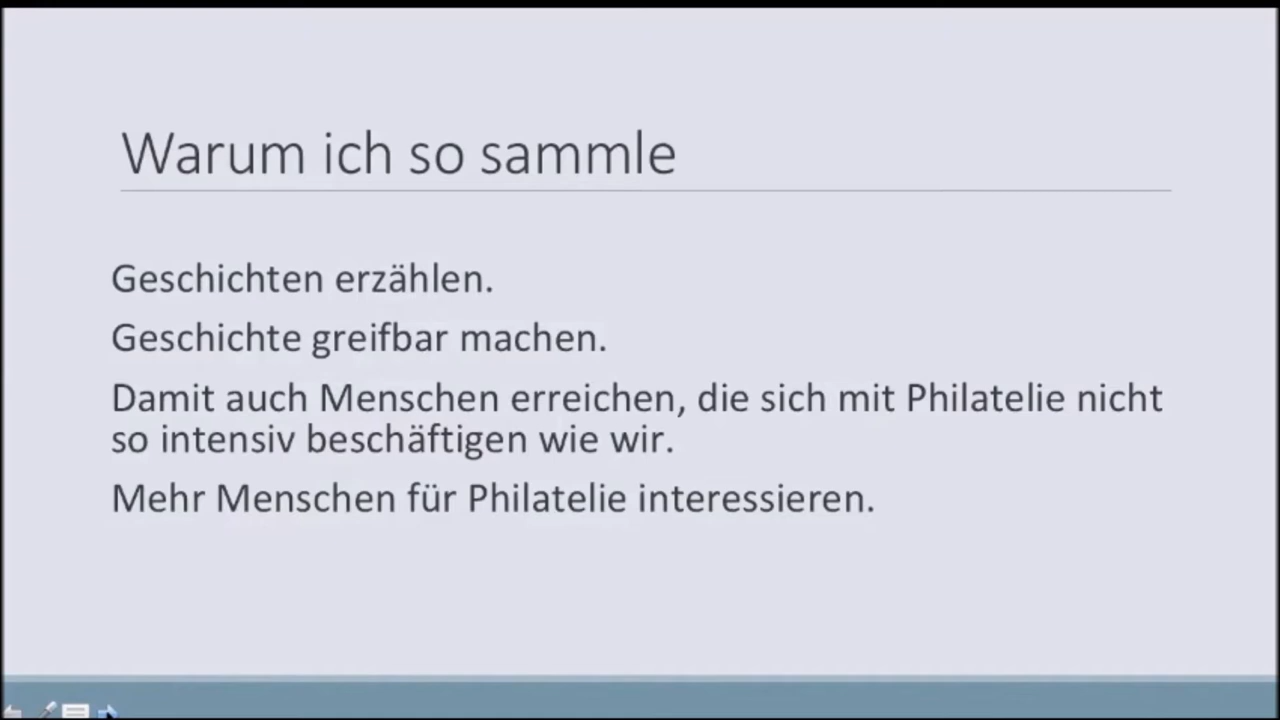 Warum ich so sammle
Geschichten erzählen.
Geschichte greifbar machen.
Damit auch Menschen erreichen, die sich mit Philatelie nicht
so intensiv beschäftigen wie wir.
Mehr Menschen für Philatelie interessieren.